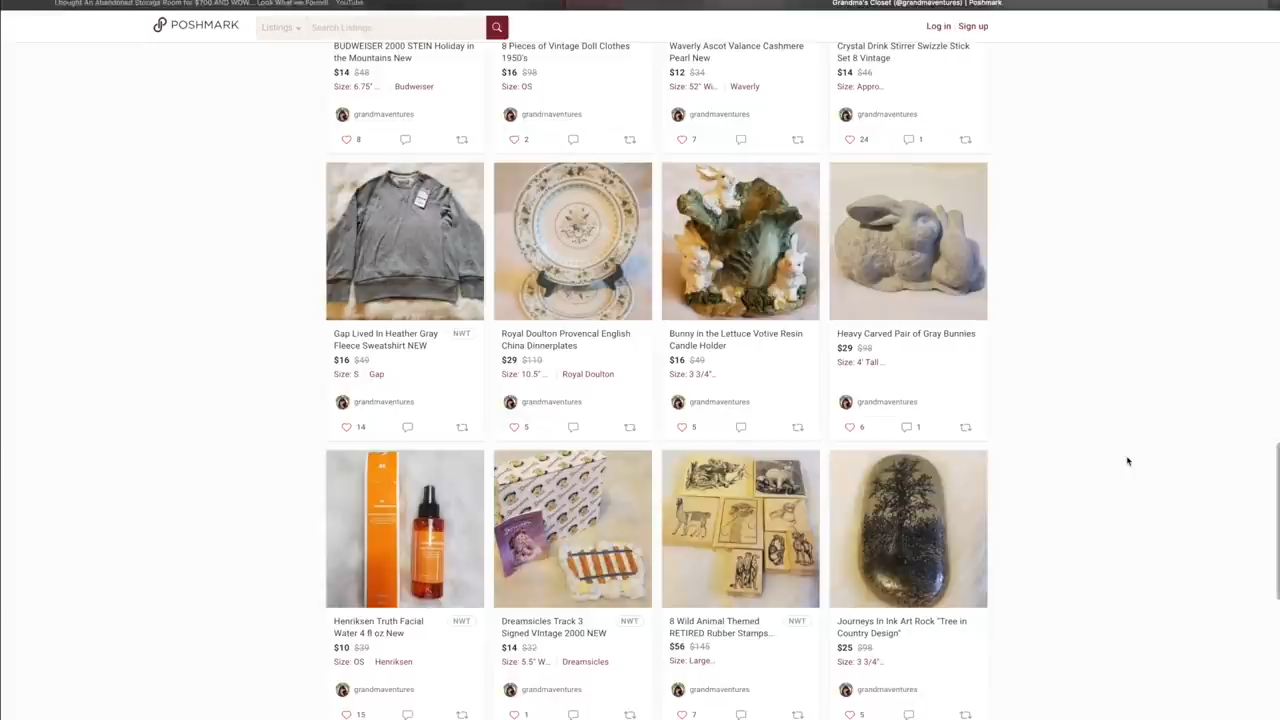 Thought An Abandoned Storage Room for $700 AND WOW.... Look What we Found! YouTube
Grandma's Closet (@grandmaventures) | Poshmark
POSHMARK
Listings
Search Listings
Log in
Sign up
BUDWEISER 2000 STEIN Holiday in
the Mountains New
$14 $48
Size: 6.75" ...
Budweiser
grandmaventures
8
8 Pieces of Vintage Doll Clothes
1950's
$16 $98
Size: OS
grandmaventures
2
Waverly Ascot Valance Cashmere
Pearl New
$12 $34
Size: 52" Wi...
Waverly
grandmaventures
7
Crystal Drink Stirrer Swizzle Stick
Set 8 Vintage
$14 $46
Size: Appro...
grandmaventures
24
1
Gap Lived In Heather Gray
Fleece Sweatshirt NEW
NWT
$16 $49
Size: S
Gap
grandmaventures
14
Royal Doulton Provencal English
China Dinnerplates
$29 $110
Size: 10.5" ...
Royal Doulton
grandmaventures
5
Bunny in the Lettuce Votive Resin
Candle Holder
$16 $49
Size: 3 3/4"...
grandmaventures
5
Heavy Carved Pair of Gray Bunnies
$29 $98
Size: 4' Tall...
grandmaventures
6
1
Henriksen Truth Facial
Water 4 fl oz New
NWT
$10 $39
Size: OS
Henriksen
grandmaventures
15
Dreamsicles Track 3
Signed VIntage 2000 NEW
NWT
$14 $32
Size: 5.5" W...
Dreamsicles
grandmaventures
1
8 Wild Animal Themed
RETIRED Rubber Stamps...
NWT
$56 $145
Size: Large...
grandmaventures
7
Journeys In Ink Art Rock "Tree in
Country Design"
$25 $98
Size: 3 3/4"...
grandmaventures
5